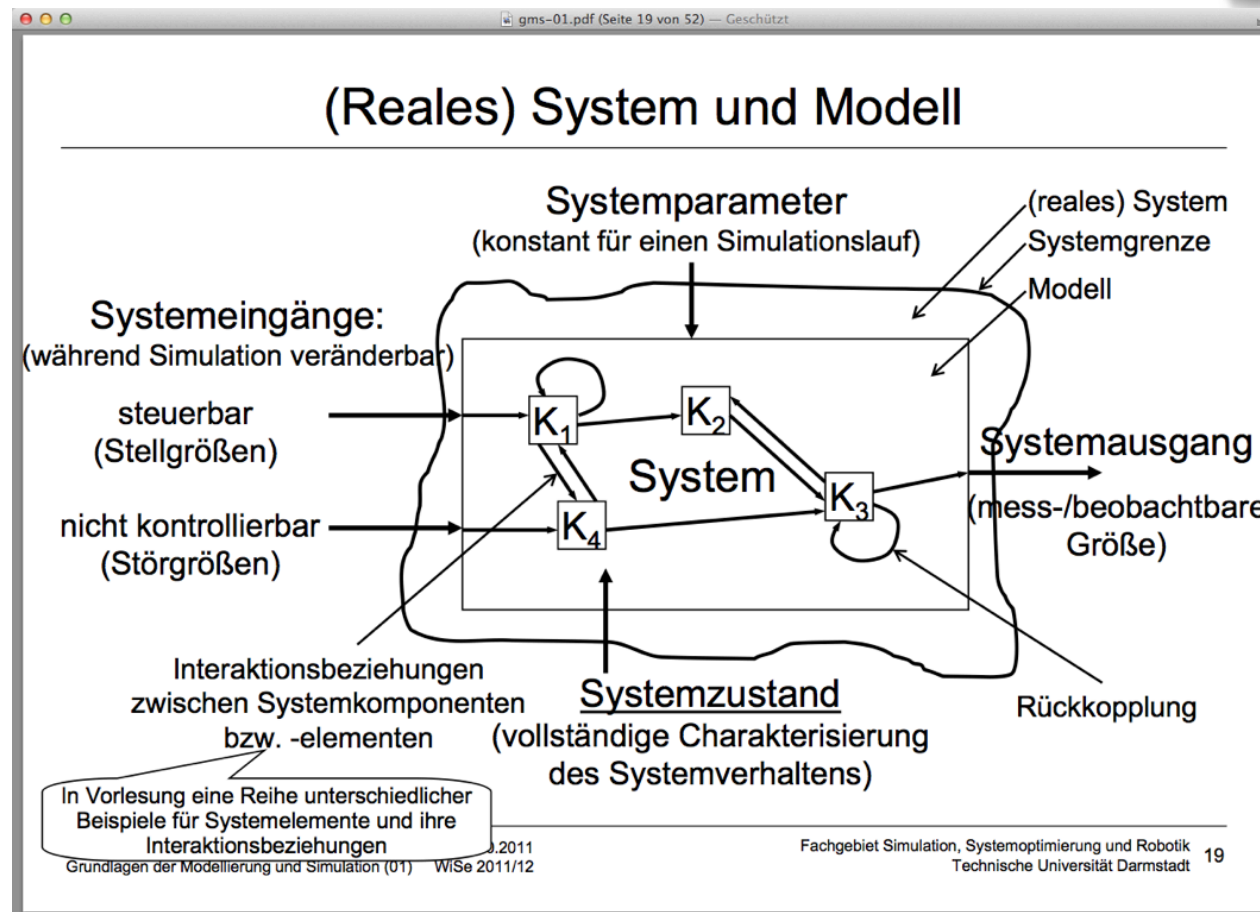 gms-01.pdf (Seite 19 von 52) — Geschützt
(Reales) System und Modell
Systemparameter
(konstant für einen Simulationslauf)
(reales) System
Systemgrenze
Modell
Systemeingänge:
(während Simulation veränderbar)
steuerbar
(Stellgrößen)
nicht kontrollierbar
(Störgrößen)
K1
K2
System
K3
K4
Systemausgang
(mess-/beobachtbare
Größe)
Interaktionsbeziehungen
zwischen Systemkomponenten
bzw. -elementen
Systemzustand
(vollständige Charakterisierung
des Systemverhaltens)
Rückkopplung
In Vorlesung eine Reihe unterschiedlicher
Beispiele für Systemelemente und ihre
Interaktionsbeziehungen
.2011
Grundlagen der Modellierung und Simulation (01) WiSe 2011/12
Fachgebiet Simulation, Systemoptimierung und Robotik
Technische Universität Darmstadt
19